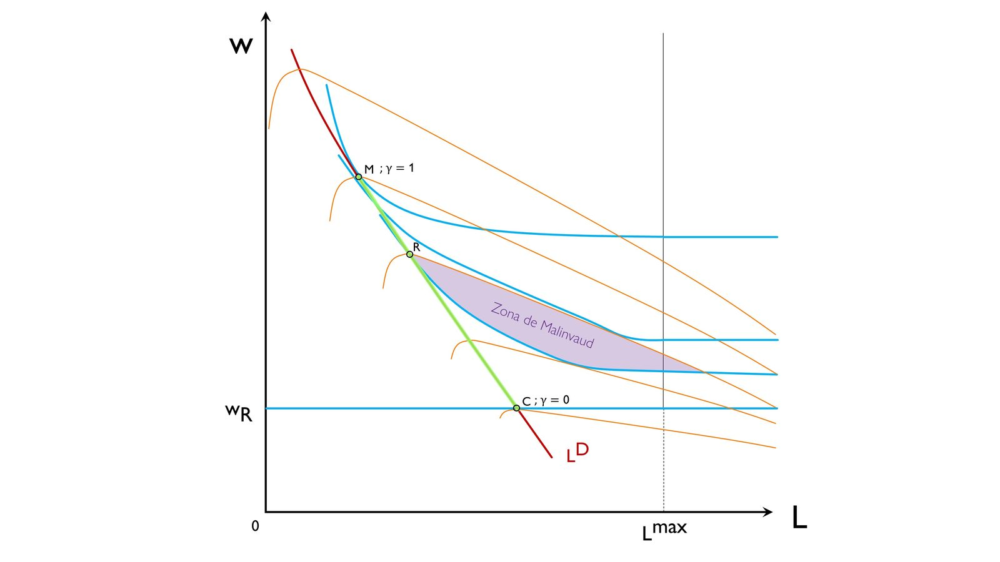 w
M ; γ = 1
R
Zona de Malinvaud
C ; γ = 0
wR
LD
0
Lmax
L